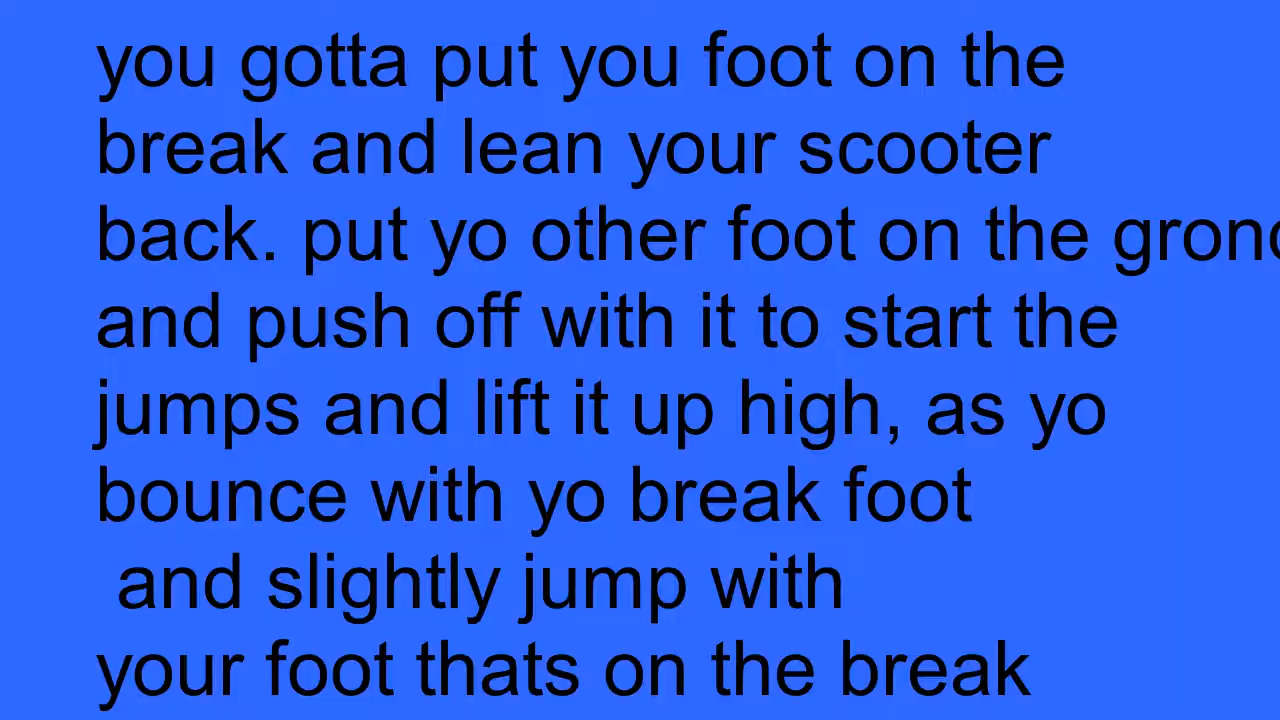 you gotta put you foot on the
break and lean your scooter
back. put yo other foot on the
and push off with it to start the
jumps and lift it up high, as yo
bounce with yo break foot
and slightly jump with
your foot thats on the break